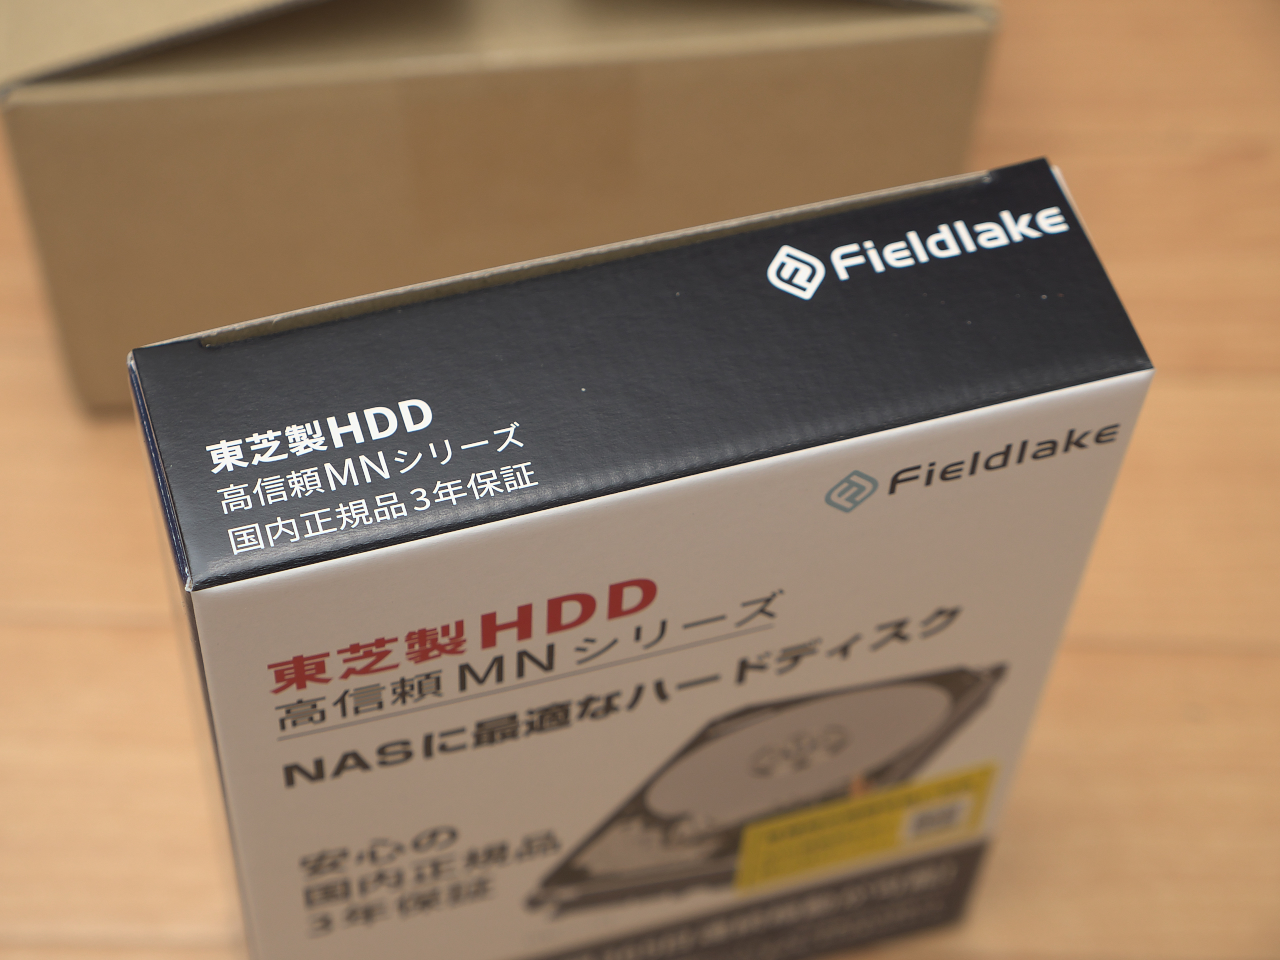 Fieldlake
東芝製HDD
高信頼MNシリーズ
国内正規品3年保証
Fieldlake
東芝製HDD
高信頼MNシリーズ
NASに最適なハードディスク
安心の
国内正規品
3年保証